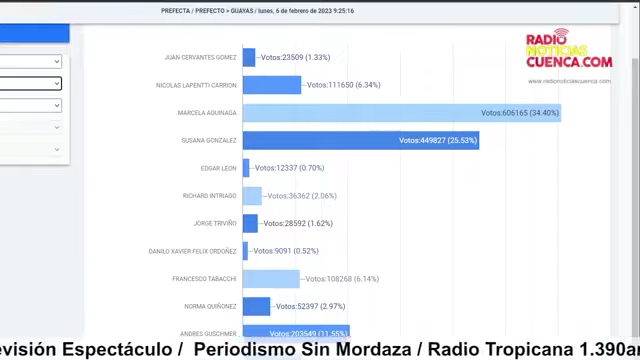 PREFECTA / PREFECTO > GUAYAS / lunes, 6 de febrero de 2023 9:25:16
RADIO
NOTICIAS
CUENCA.COM
www.radionoticiascuenca.com
JUAN CERVANTES GOMEZ Votos:23509 (1.33%)
NICOLAS LAPENTTI CARRION Votos:111650 (6.34%)
MARCELA AGUIÑAGA Votos:606165 (34.40%)
SUSANA GONZALEZ Votos:449827 (25.53%)
EDGAR LEON Votos:12337 (0.70%)
RICHARD INTRIAGO Votos:36362 (2.06%)
JORGE TRIVIÑO Votos:28592 (1.62%)
DANILO XAVIER FELIX ORDOÑEZ Votos:9091 (0.52%)
FRANCESCO TABACCHI Votos:108268 (6.14%)
NORMA QUIÑONEZ Votos:52397 (2.97%)
ANDRES GUSCHMER Votos:203549 (11.55%)
evisión Espectáculo / Periodismo Sin Mordaza / Radio Tropicana 1.390am